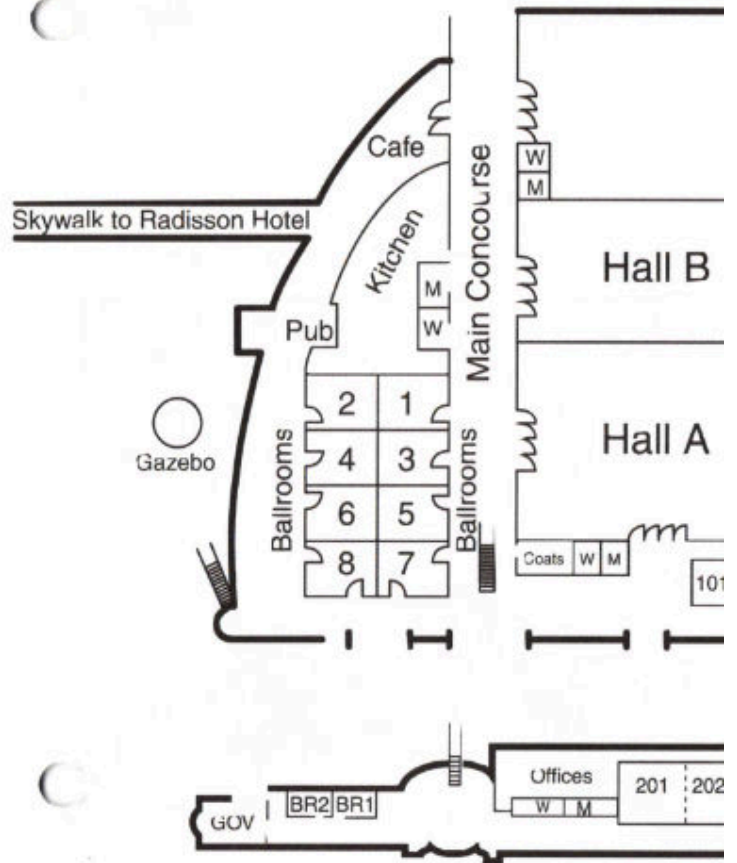 Cafe
W
M
Skywalk to Radisson Hotel
Kitchen
Main Concourse
Hall B
M
W
Pub
2 1
Hall A
4 3
Gazebo
Ballrooms
Ballrooms
6 5
8 7
Coats W M
101
Offices
201 202
BR2 BR1
W M
GOV